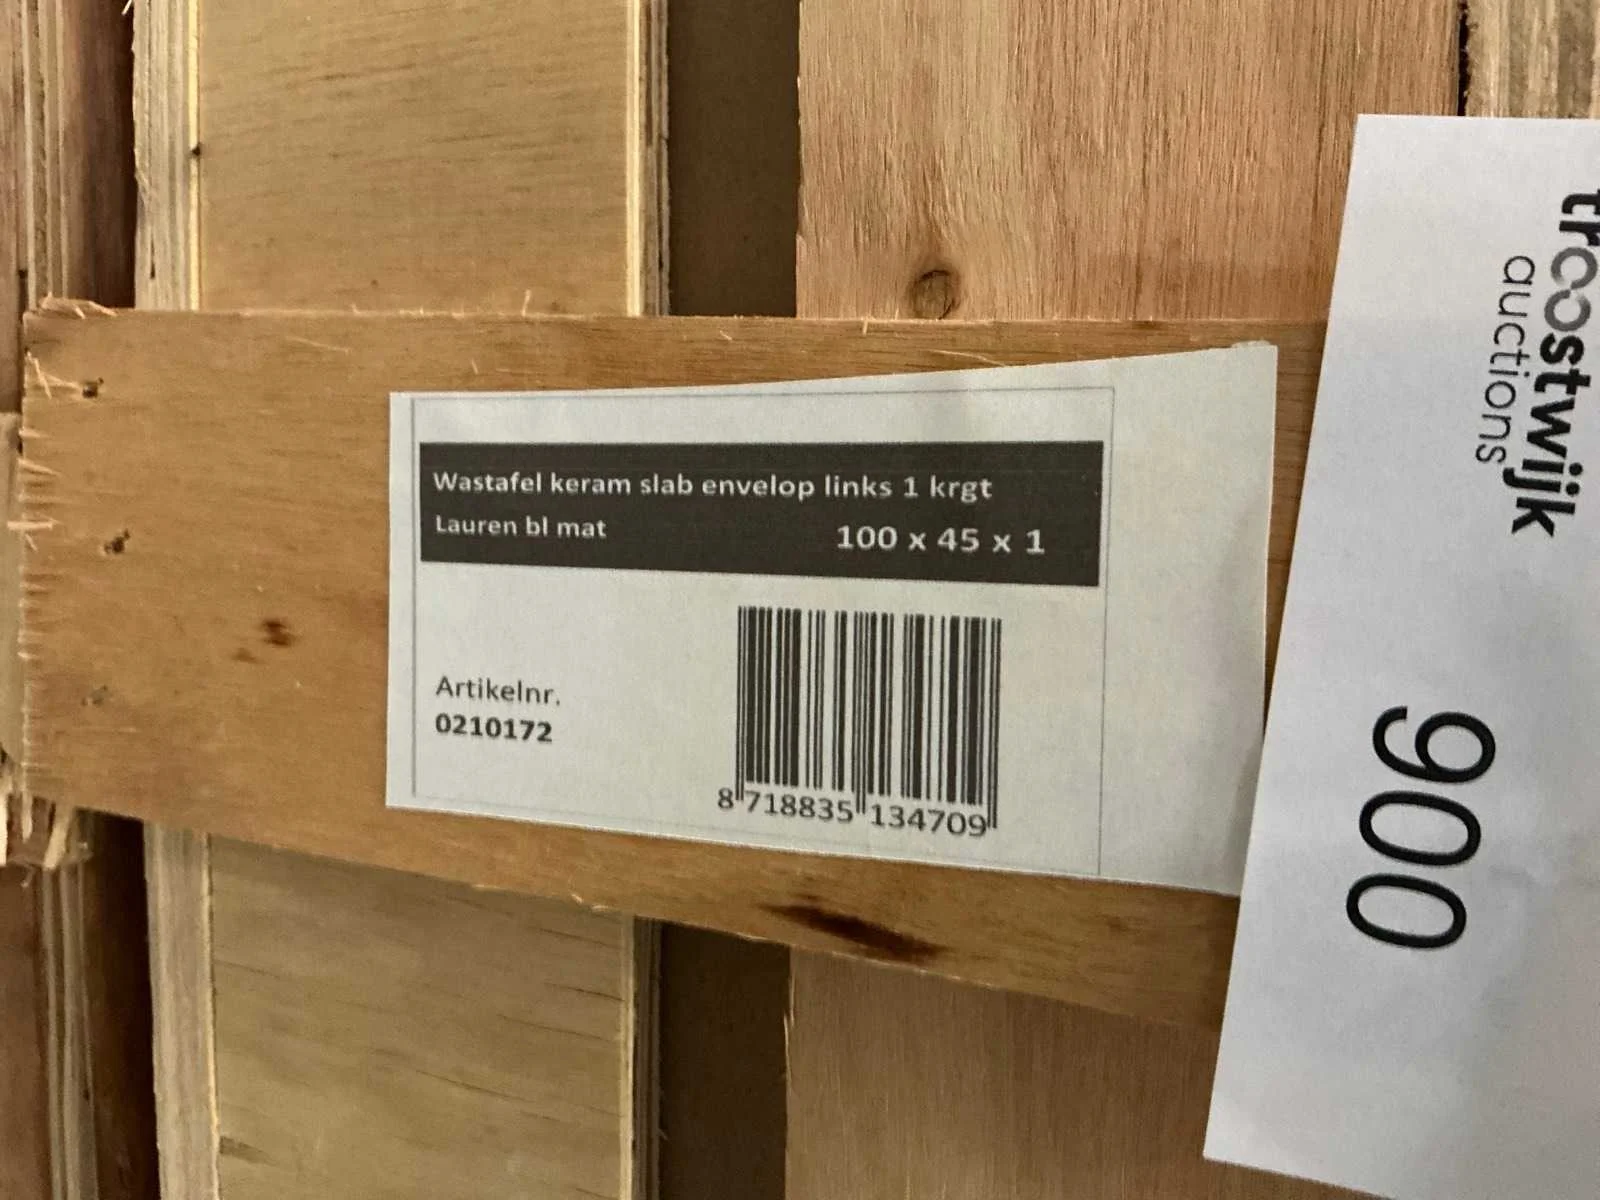 Wastafel keram slab envelop links 1 krgt
Lauren bl mat 100 x 45 x 1
Artikelnr.
0210172
8 718835 134709
troostwijk
auctions
900